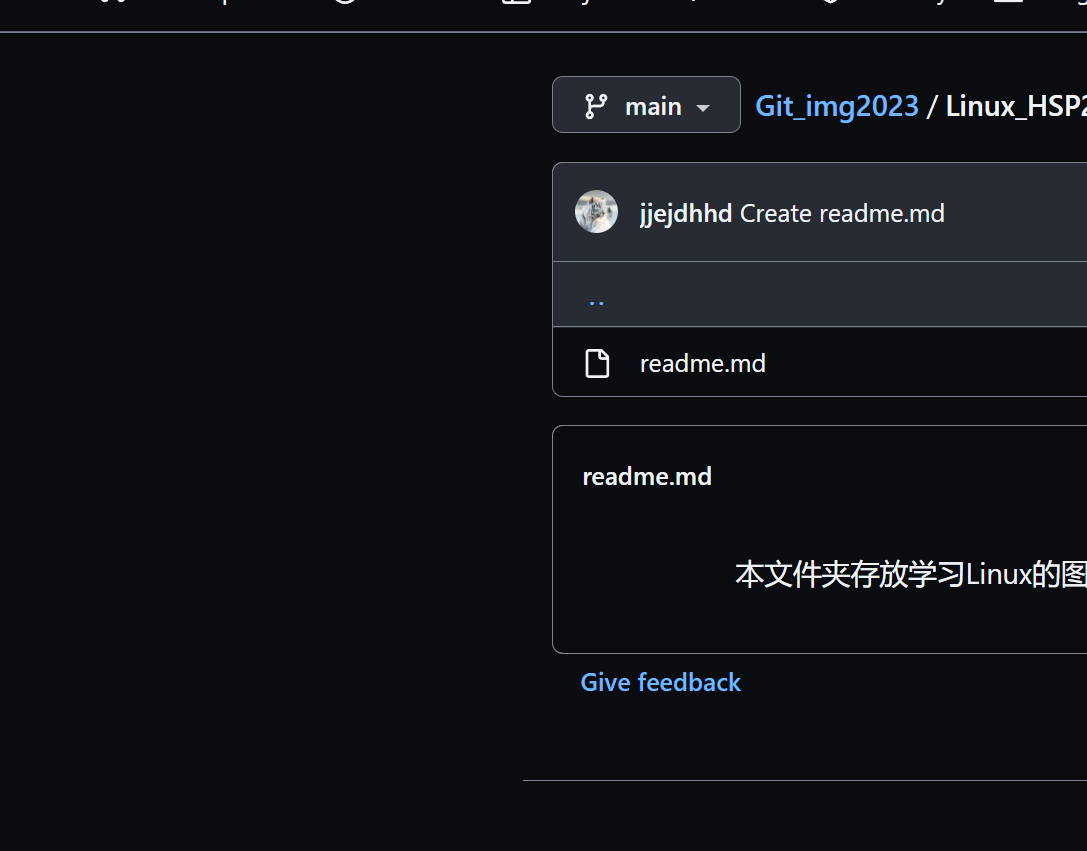 main Git_img2023 / Linux_HSP2
jjejdhhd Create readme.md
..
readme.md
readme.md
本文件夹存放学习Linux的图
Give feedback